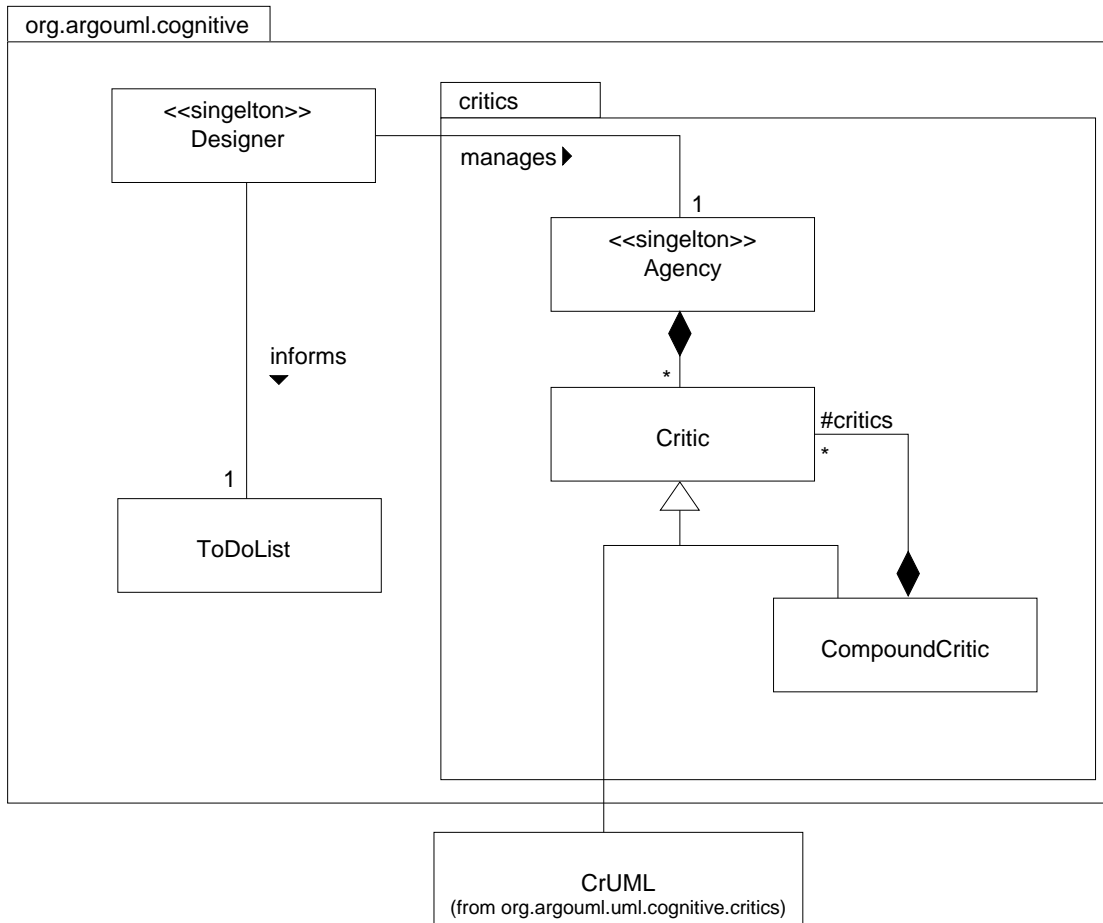 org.argouml.cognitive
<<singelton>>
Designer
critics
manages
1
<<singelton>>
Agency
informs
*
Critic
#critics
*
1
ToDoList
CompoundCritic
CrUML
(from org.argouml.uml.cognitive.critics)